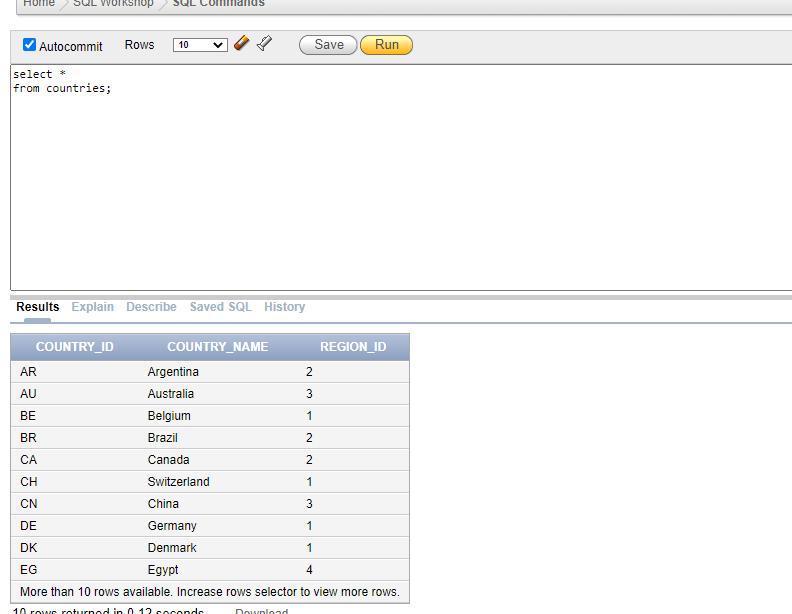 Home SQL Workshop SQL Commands
Autocommit Rows 10 Save Run
select *
from countries;
Results Explain Describe Saved SQL History
COUNTRY_ID COUNTRY_NAME REGION_ID
AR Argentina 2
AU Australia 3
BE Belgium 1
BR Brazil 2
CA Canada 2
CH Switzerland 1
CN China 3
DE Germany 1
DK Denmark 1
EG Egypt 4
More than 10 rows available. Increase rows selector to view more rows.
10 rows returned in 0.12 seconds Download